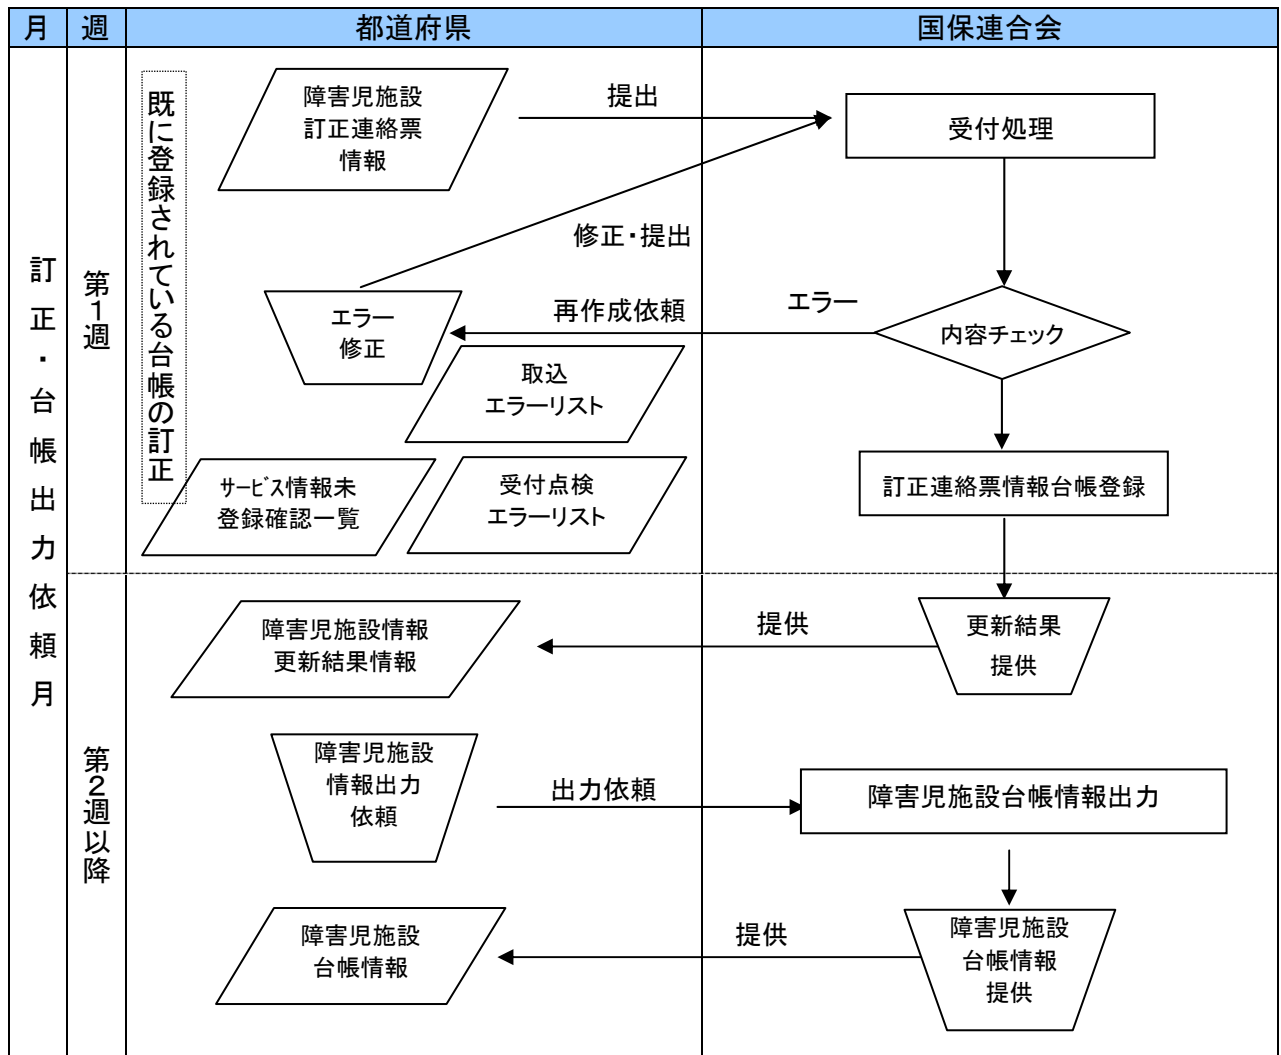 月
週
都道府県
国保連合会
訂正・台帳出力依頼月
第1週
既に登録されている台帳の訂正
障害児施設
訂正連絡票
情報
提出
受付処理
修正・提出
エラー
修正
再作成依頼
エラー
内容チェック
取込
エラーリスト
サービス情報未
登録確認一覧
受付点検
エラーリスト
訂正連絡票情報台帳登録
第2週以降
障害児施設情報
更新結果情報
提供
更新結果
提供
障害児施設
情報出力
依頼
出力依頼
障害児施設台帳情報出力
障害児施設
台帳情報
提供
障害児施設
台帳情報
提供